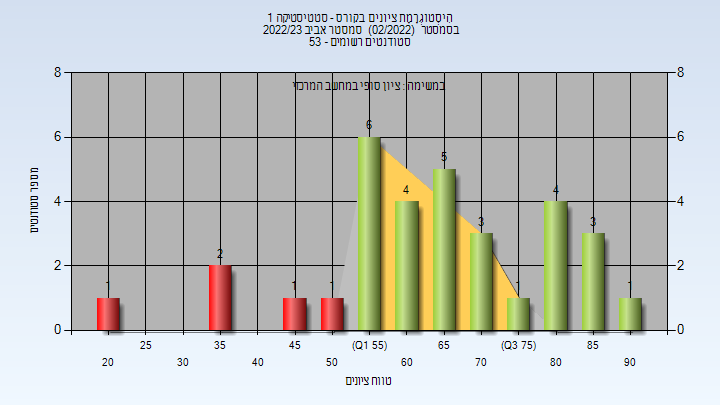 היסטוגרמת ציונים בקורס - סטטיסטיקה 1
בסמסטר (02/2022) סמסטר אביב 2022/23
סטודנטים רשומים - 53
במשימה : ציון סופי במחשב המרכזי
מספר סטודנטים
8 8
6 6
4 4
2 2
0 0
1 2 1 1 6 4 5 3 1 4 3 1
25 35 45 (Q1 55) 65 (Q3 75) 85
20 30 40 50 60 70 80 90
טווח ציונים